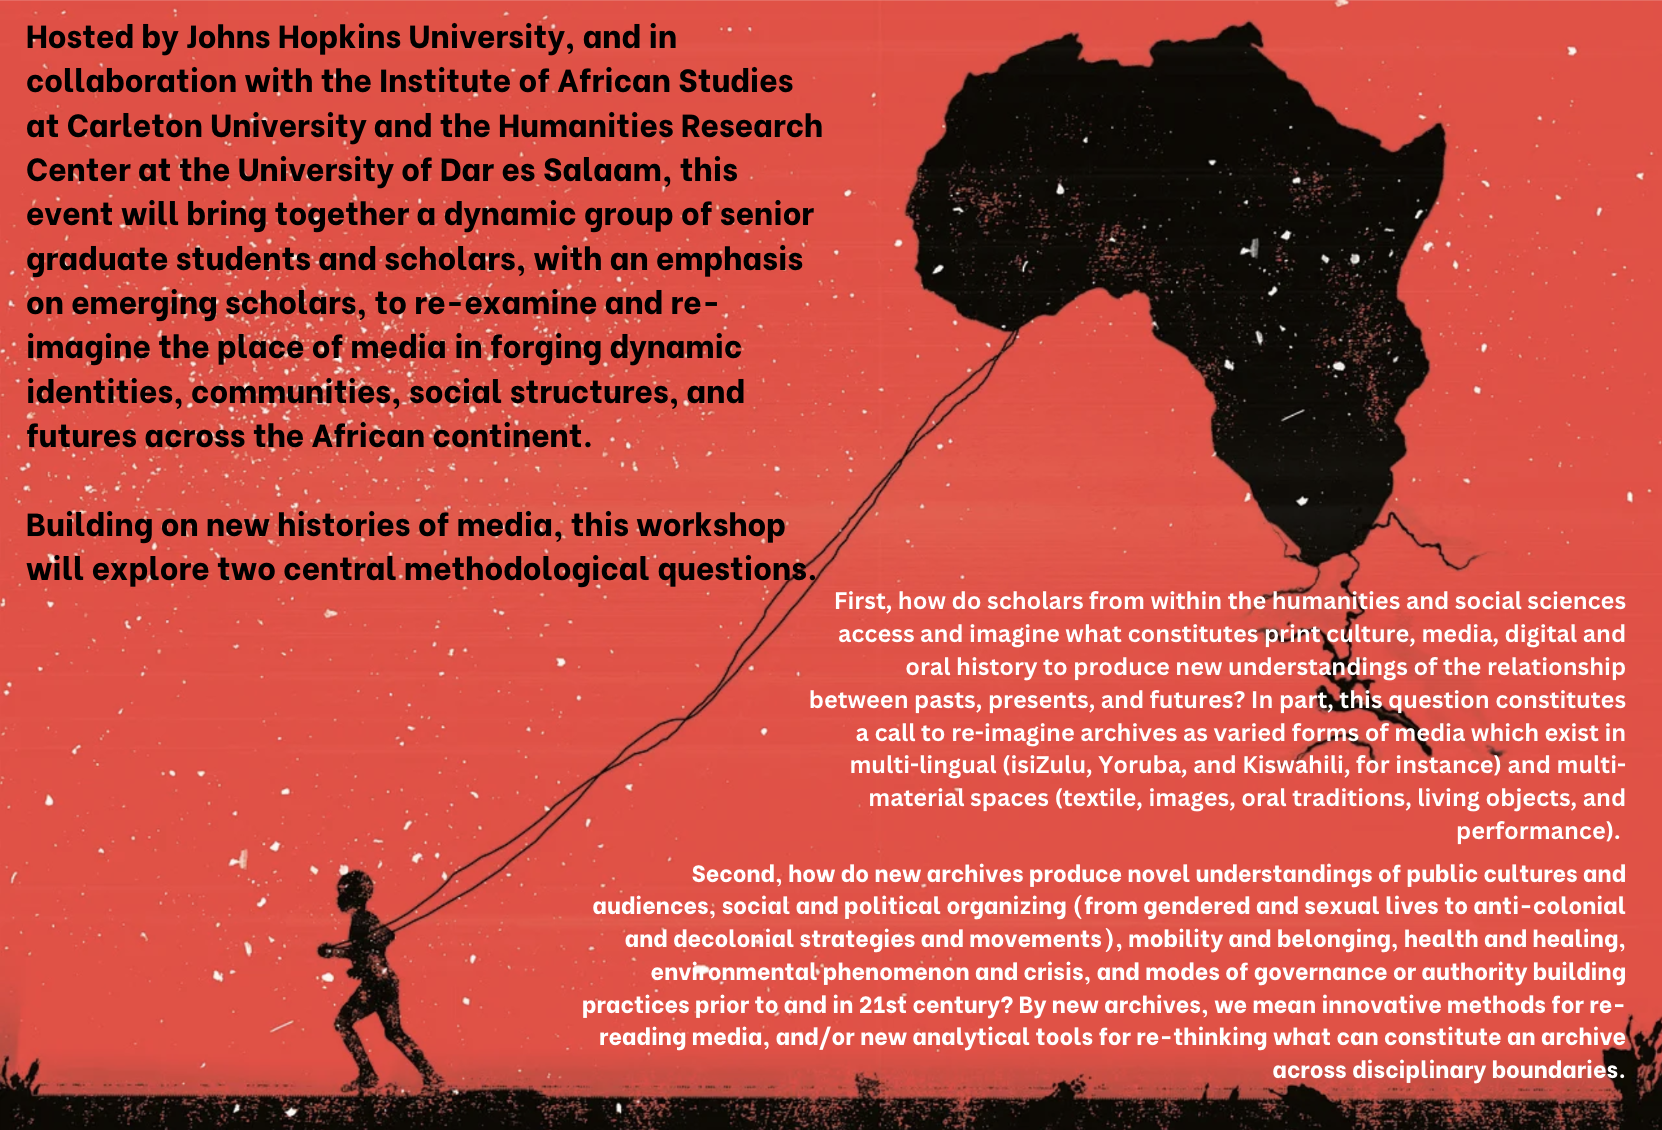 Hosted by Johns Hopkins University, and in
collaboration with the Institute of African Studies
at Carleton University and the Humanities Research
Center at the University of Dar es Salaam, this
event will bring together a dynamic group of senior
graduate students and scholars, with an emphasis
on emerging scholars, to re-examine and re-
imagine the place of media in forging dynamic
identities, communities, social structures, and
futures across the African continent.
Building on new histories of media, this workshop
will explore two central methodological questions.
First, how do scholars from within the humanities and social sciences
access and imagine what constitutes print culture, media, digital and
oral history to produce new understandings of the relationship
between pasts, presents, and futures? In part, this question constitutes
a call to re-imagine archives as varied forms of media which exist in
multi-lingual (isiZulu, Yoruba, and Kiswahili, for instance) and multi-
material spaces (textile, images, oral traditions, living objects, and
performance).
Second, how do new archives produce novel understandings of public cultures and
audiences, social and political organizing (from gendered and sexual lives to anti-colonial
and decolonial strategies and movements), mobility and belonging, health and healing,
environmental phenomenon and crisis, and modes of governance or authority building
practices prior to and in 21st century? By new archives, we mean innovative methods for re-
reading media, and/or new analytical tools for re-thinking what can constitute an archive
across disciplinary boundaries.